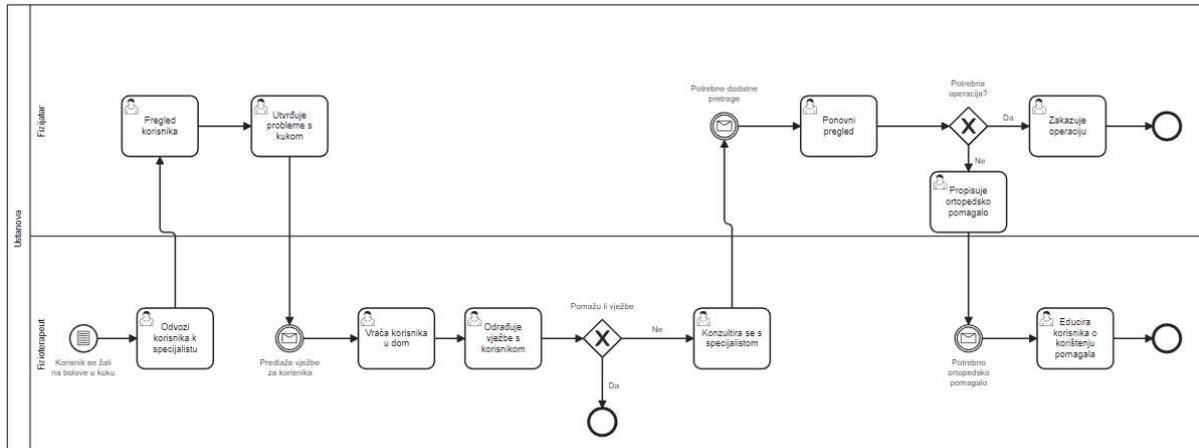 Ustanova
Fizijatar
Pregled
korisnika
Utvrđuje
probleme s
kukom
Potrebne dodatne
pretrage
Ponovni
pregled
Potrebna
operacija?
Da
Zakazuje
operaciju
Ne
Propisuje
ortopedsko
pomagalo
Fizioterapeut
Korisnik se žali
na bolove u kuku
Odvozi
korisnika k
specijalistu
Predlaže vježbe
za korisnika
Vraća korisnika
u dom
Odrađuje
vježbe s
korisnikom
Pomažu li vježbe
Ne
Da
Konzultira se s
specijalistom
Potrebno
ortopedsko
pomagalo
Educira
korisnika o
korištenju
pomagala